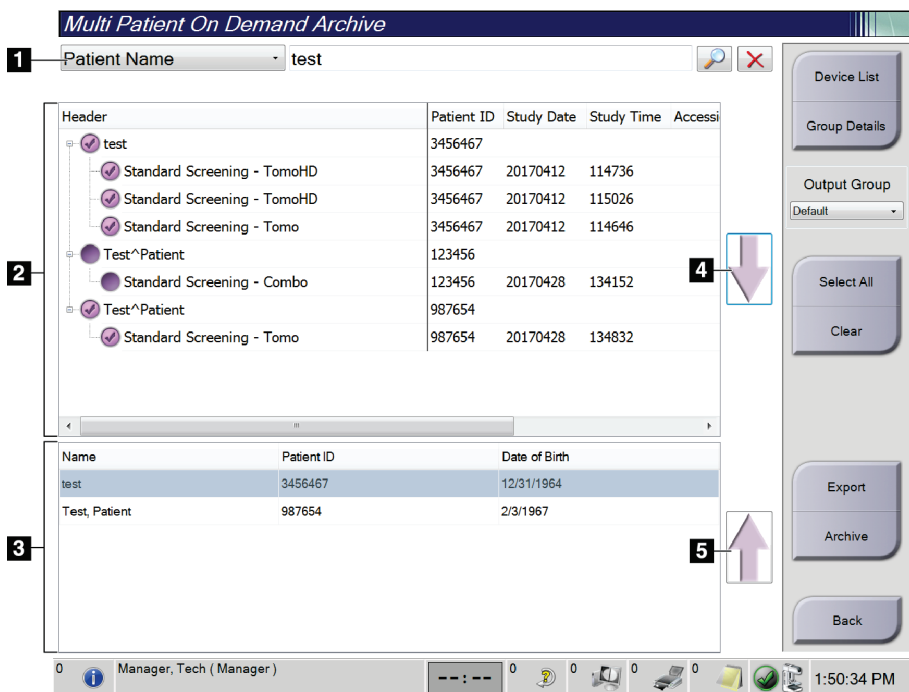 Multi Patient On Demand Archive
1 Patient Name test
Device List
Group Details
Output Group
Default
Select All
Clear
Export
Archive
Back
2
Header Patient ID Study Date Study Time Accessi
test 3456467
Standard Screening - TomoHD 3456467 20170412 114736
Standard Screening - TomoHD 3456467 20170412 115026
Standard Screening - Tomo 3456467 20170412 114646
Test^Patient 123456
Standard Screening - Combo 123456 20170428 134152
Test^Patient 987654
Standard Screening - Tomo 987654 20170428 134832
4
3
Name Patient ID Date of Birth
test 3456467 12/31/1964
Test, Patient 987654 2/3/1967
5
0 Manager, Tech ( Manager ) --:-- 0 0 0 0 1:50:34 PM